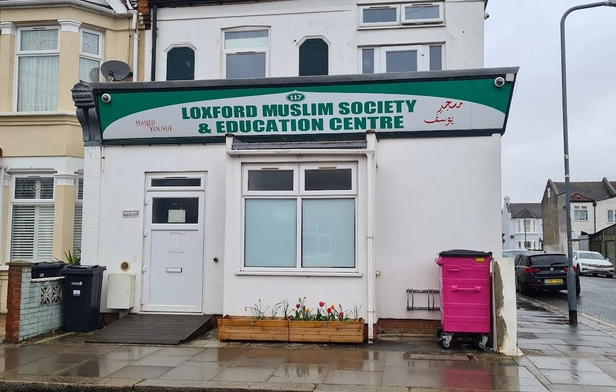 117
LOXFORD MUSLIM SOCIETY
& EDUCATION CENTRE
MASJID
YOUSUF
مسجد
يوسف